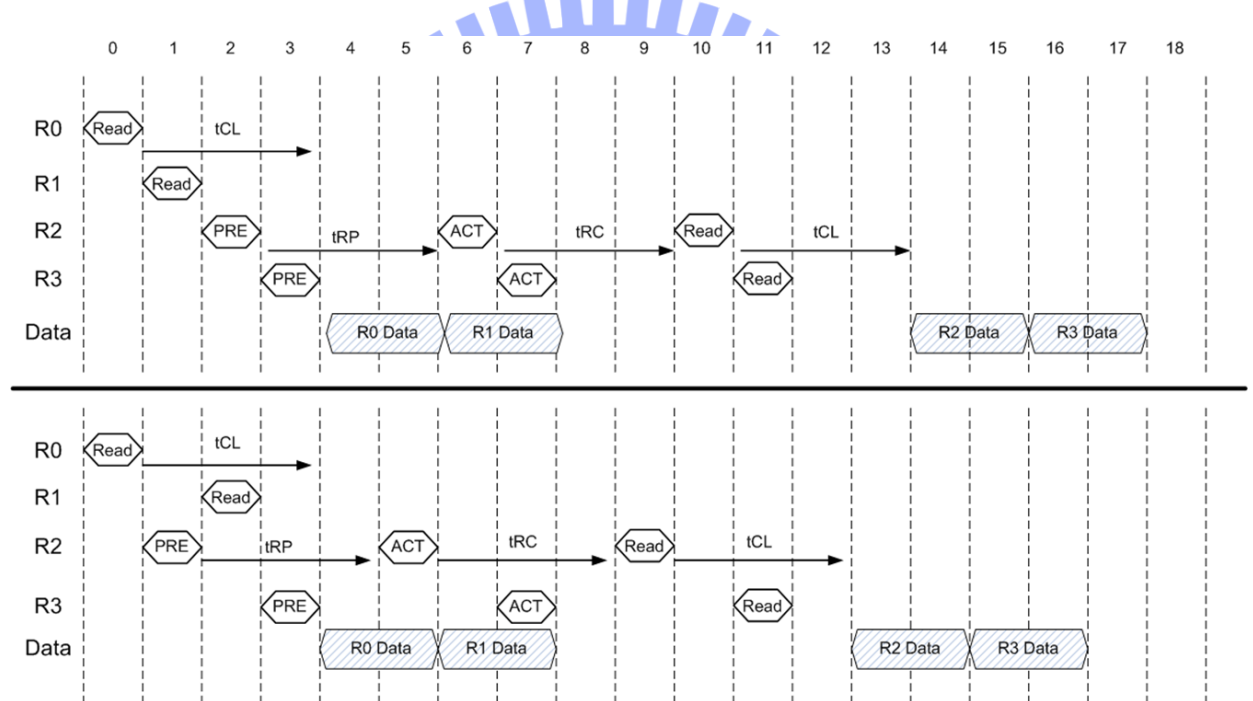 0 1 2 3 4 5 6 7 8 9 10 11 12 13 14 15 16 17 18
R0 Read tCL
R1 Read
R2 PRE tRP ACT tRC Read tCL
R3 PRE ACT Read
Data R0 Data R1 Data R2 Data R3 Data
R0 Read tCL
R1 Read
R2 PRE tRP ACT tRC Read tCL
R3 PRE ACT Read
Data R0 Data R1 Data R2 Data R3 Data